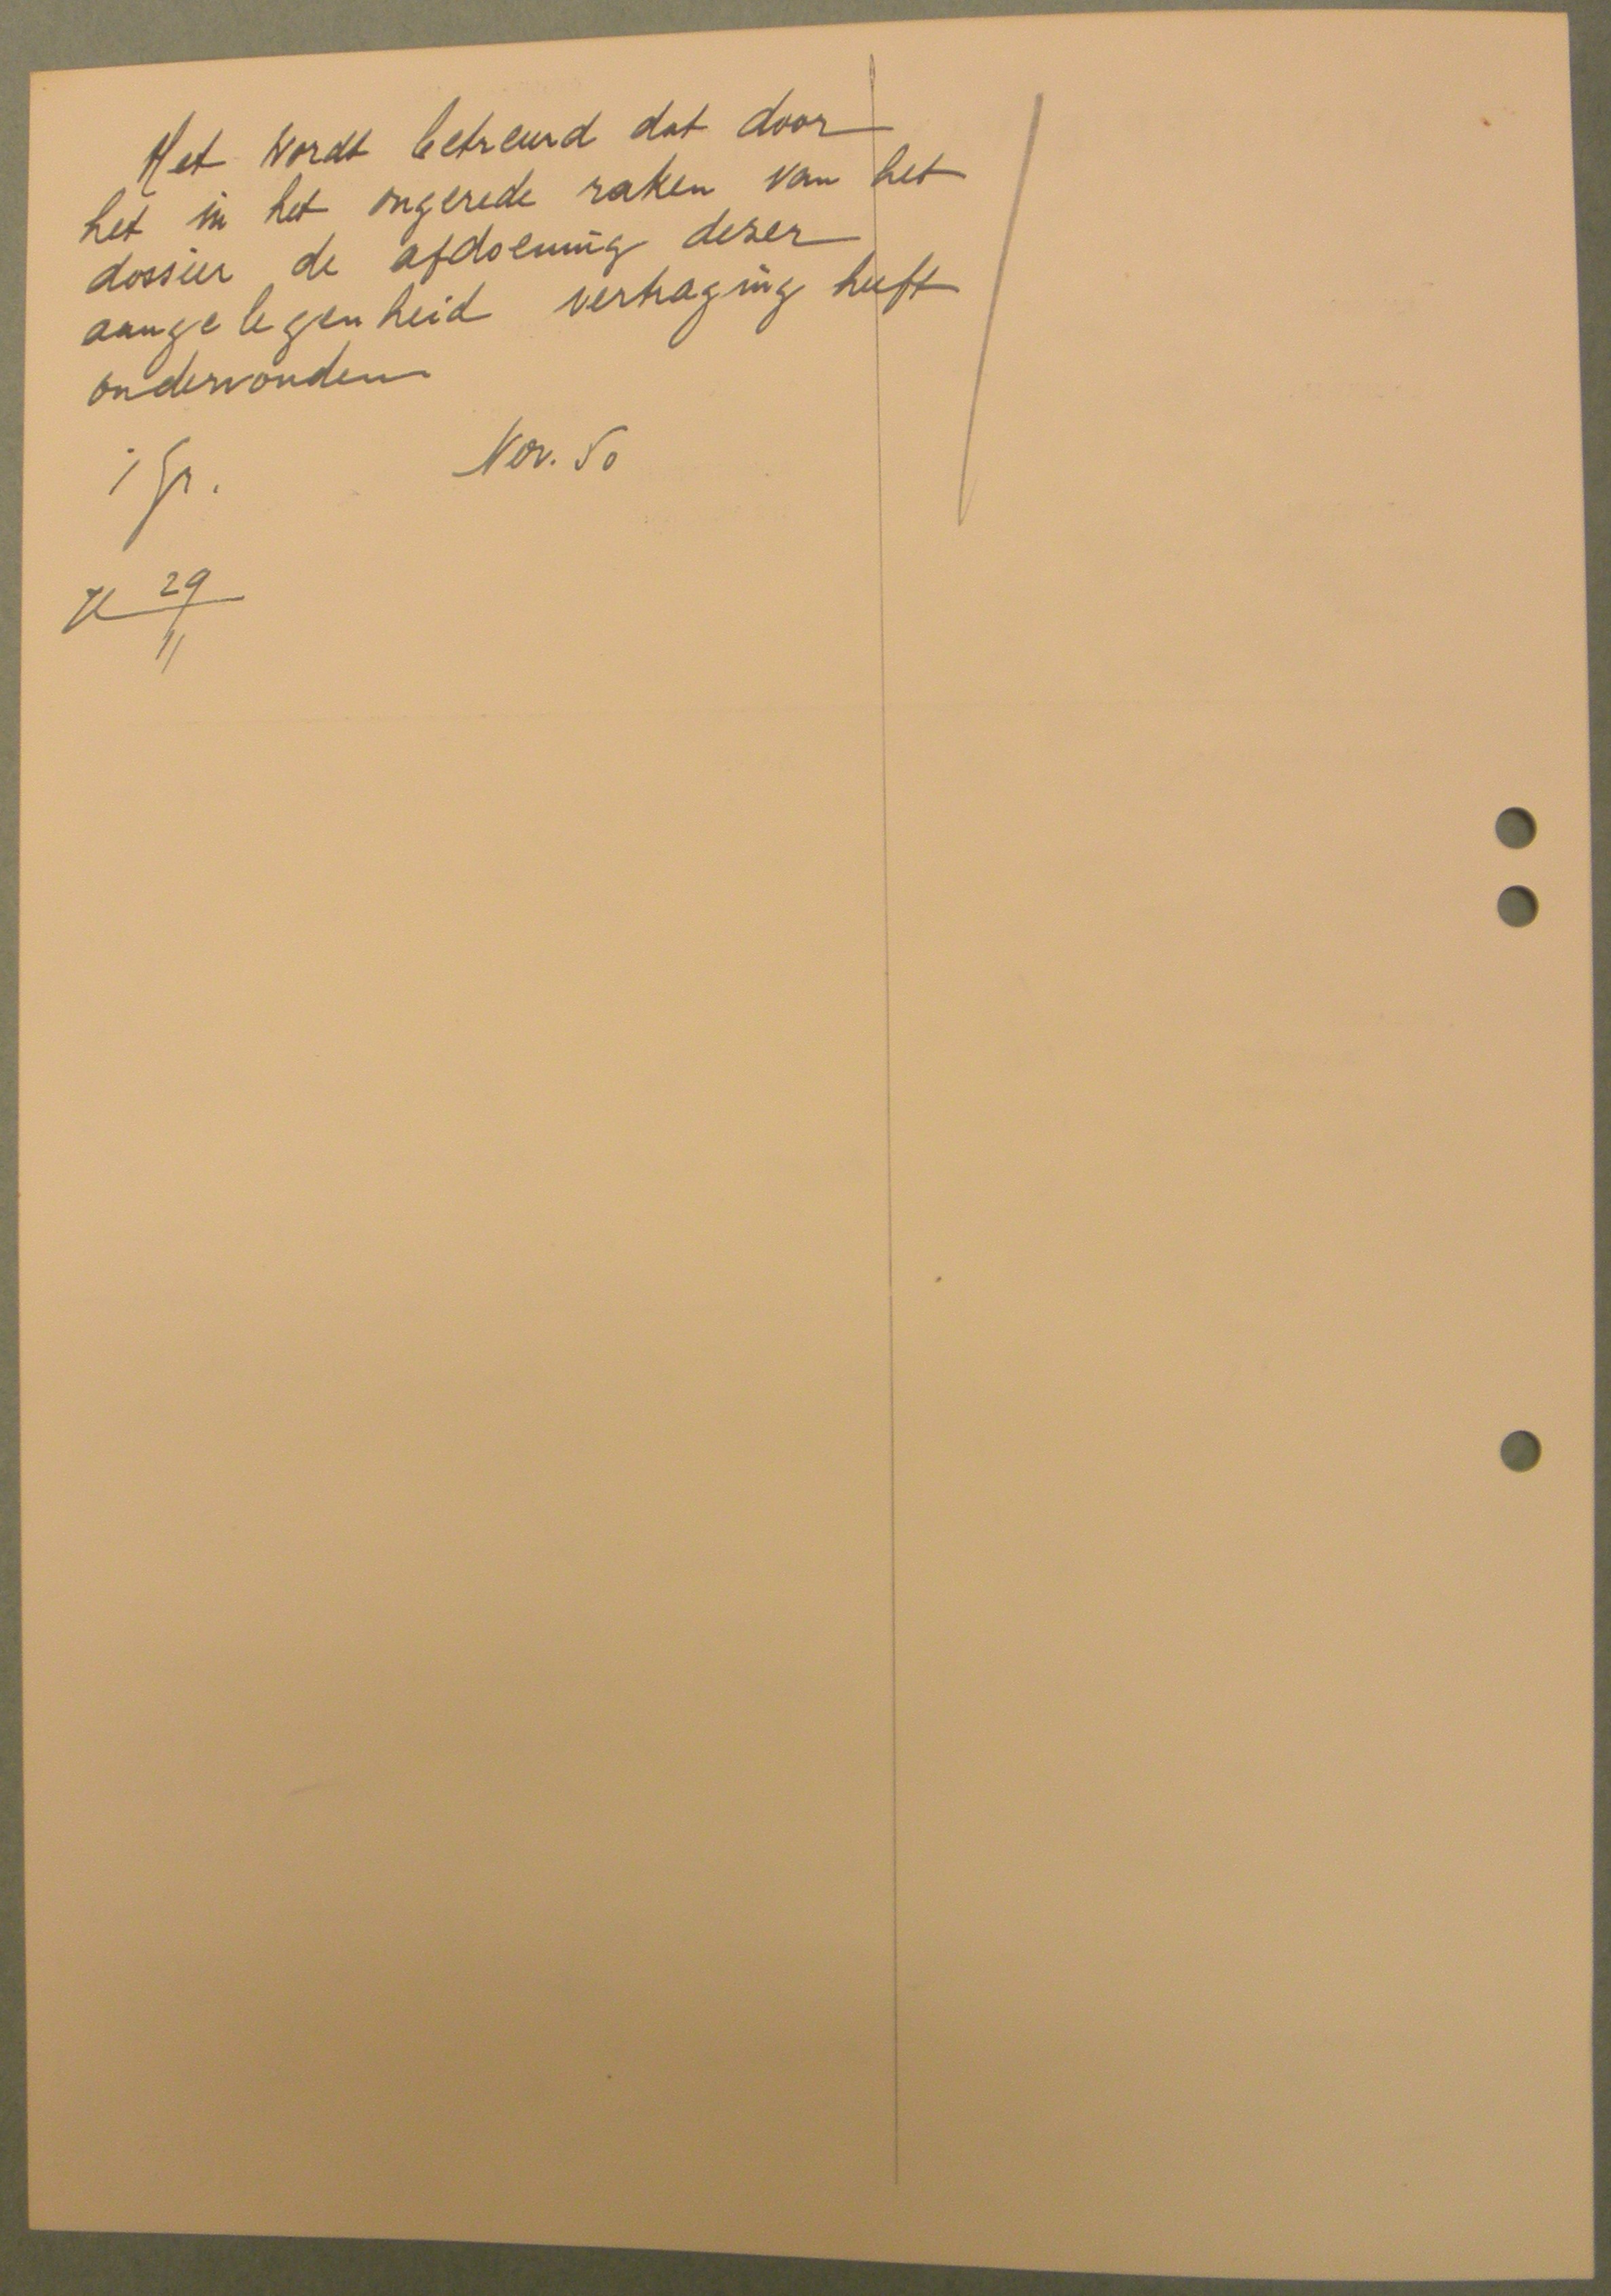 Het wordt betreurd dat door
het in het ongerede raken van het
dossier de afdoening dezer
aangelegenheid vertraging heeft
ondervonden
Nov. 50
29
11